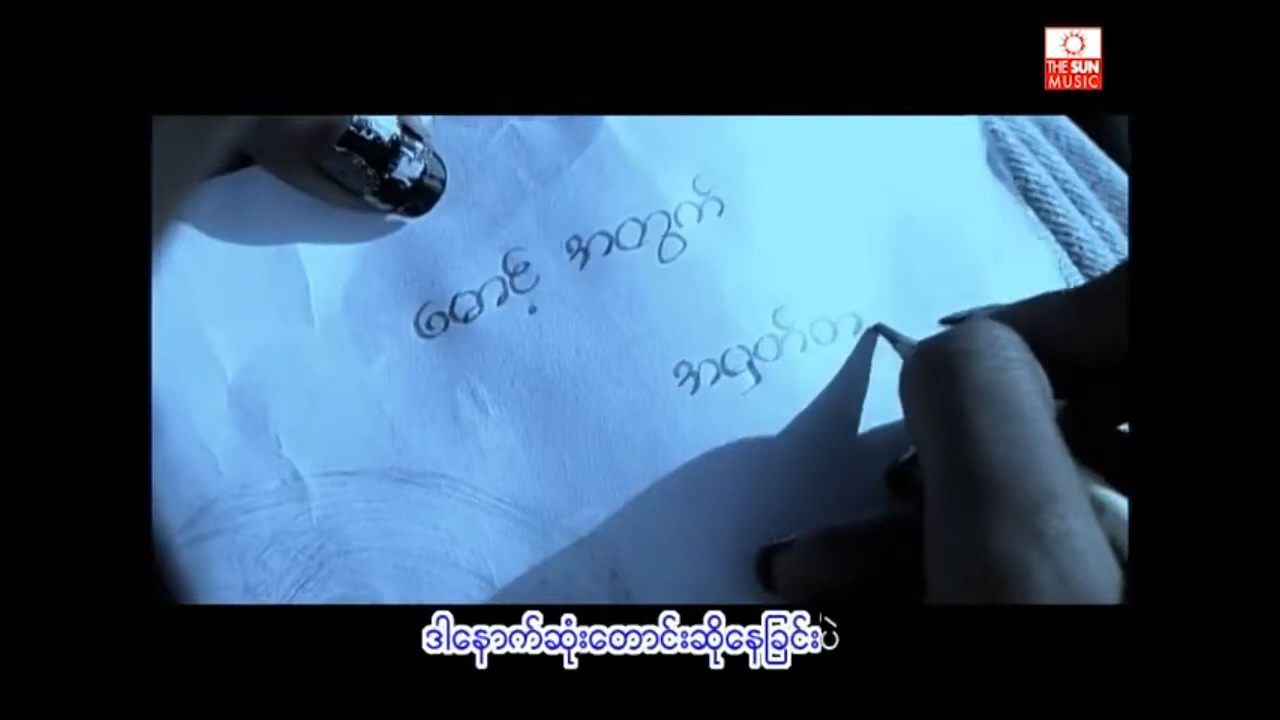 THE SUN
MUSIC
မောင့် အတွက်
အမှတ်တ
ဒါနောက်ဆုံးတောင်းဆိုနေခြင်းပဲ